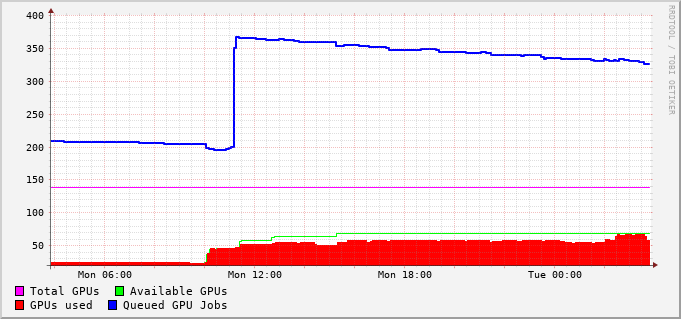 400
350
300
250
200
150
100
50
Mon 06:00 Mon 12:00 Mon 18:00 Tue 00:00
Total GPUs Available GPUs
GPUs used Queued GPU Jobs
RRDTOOL / TOBI OETIKER